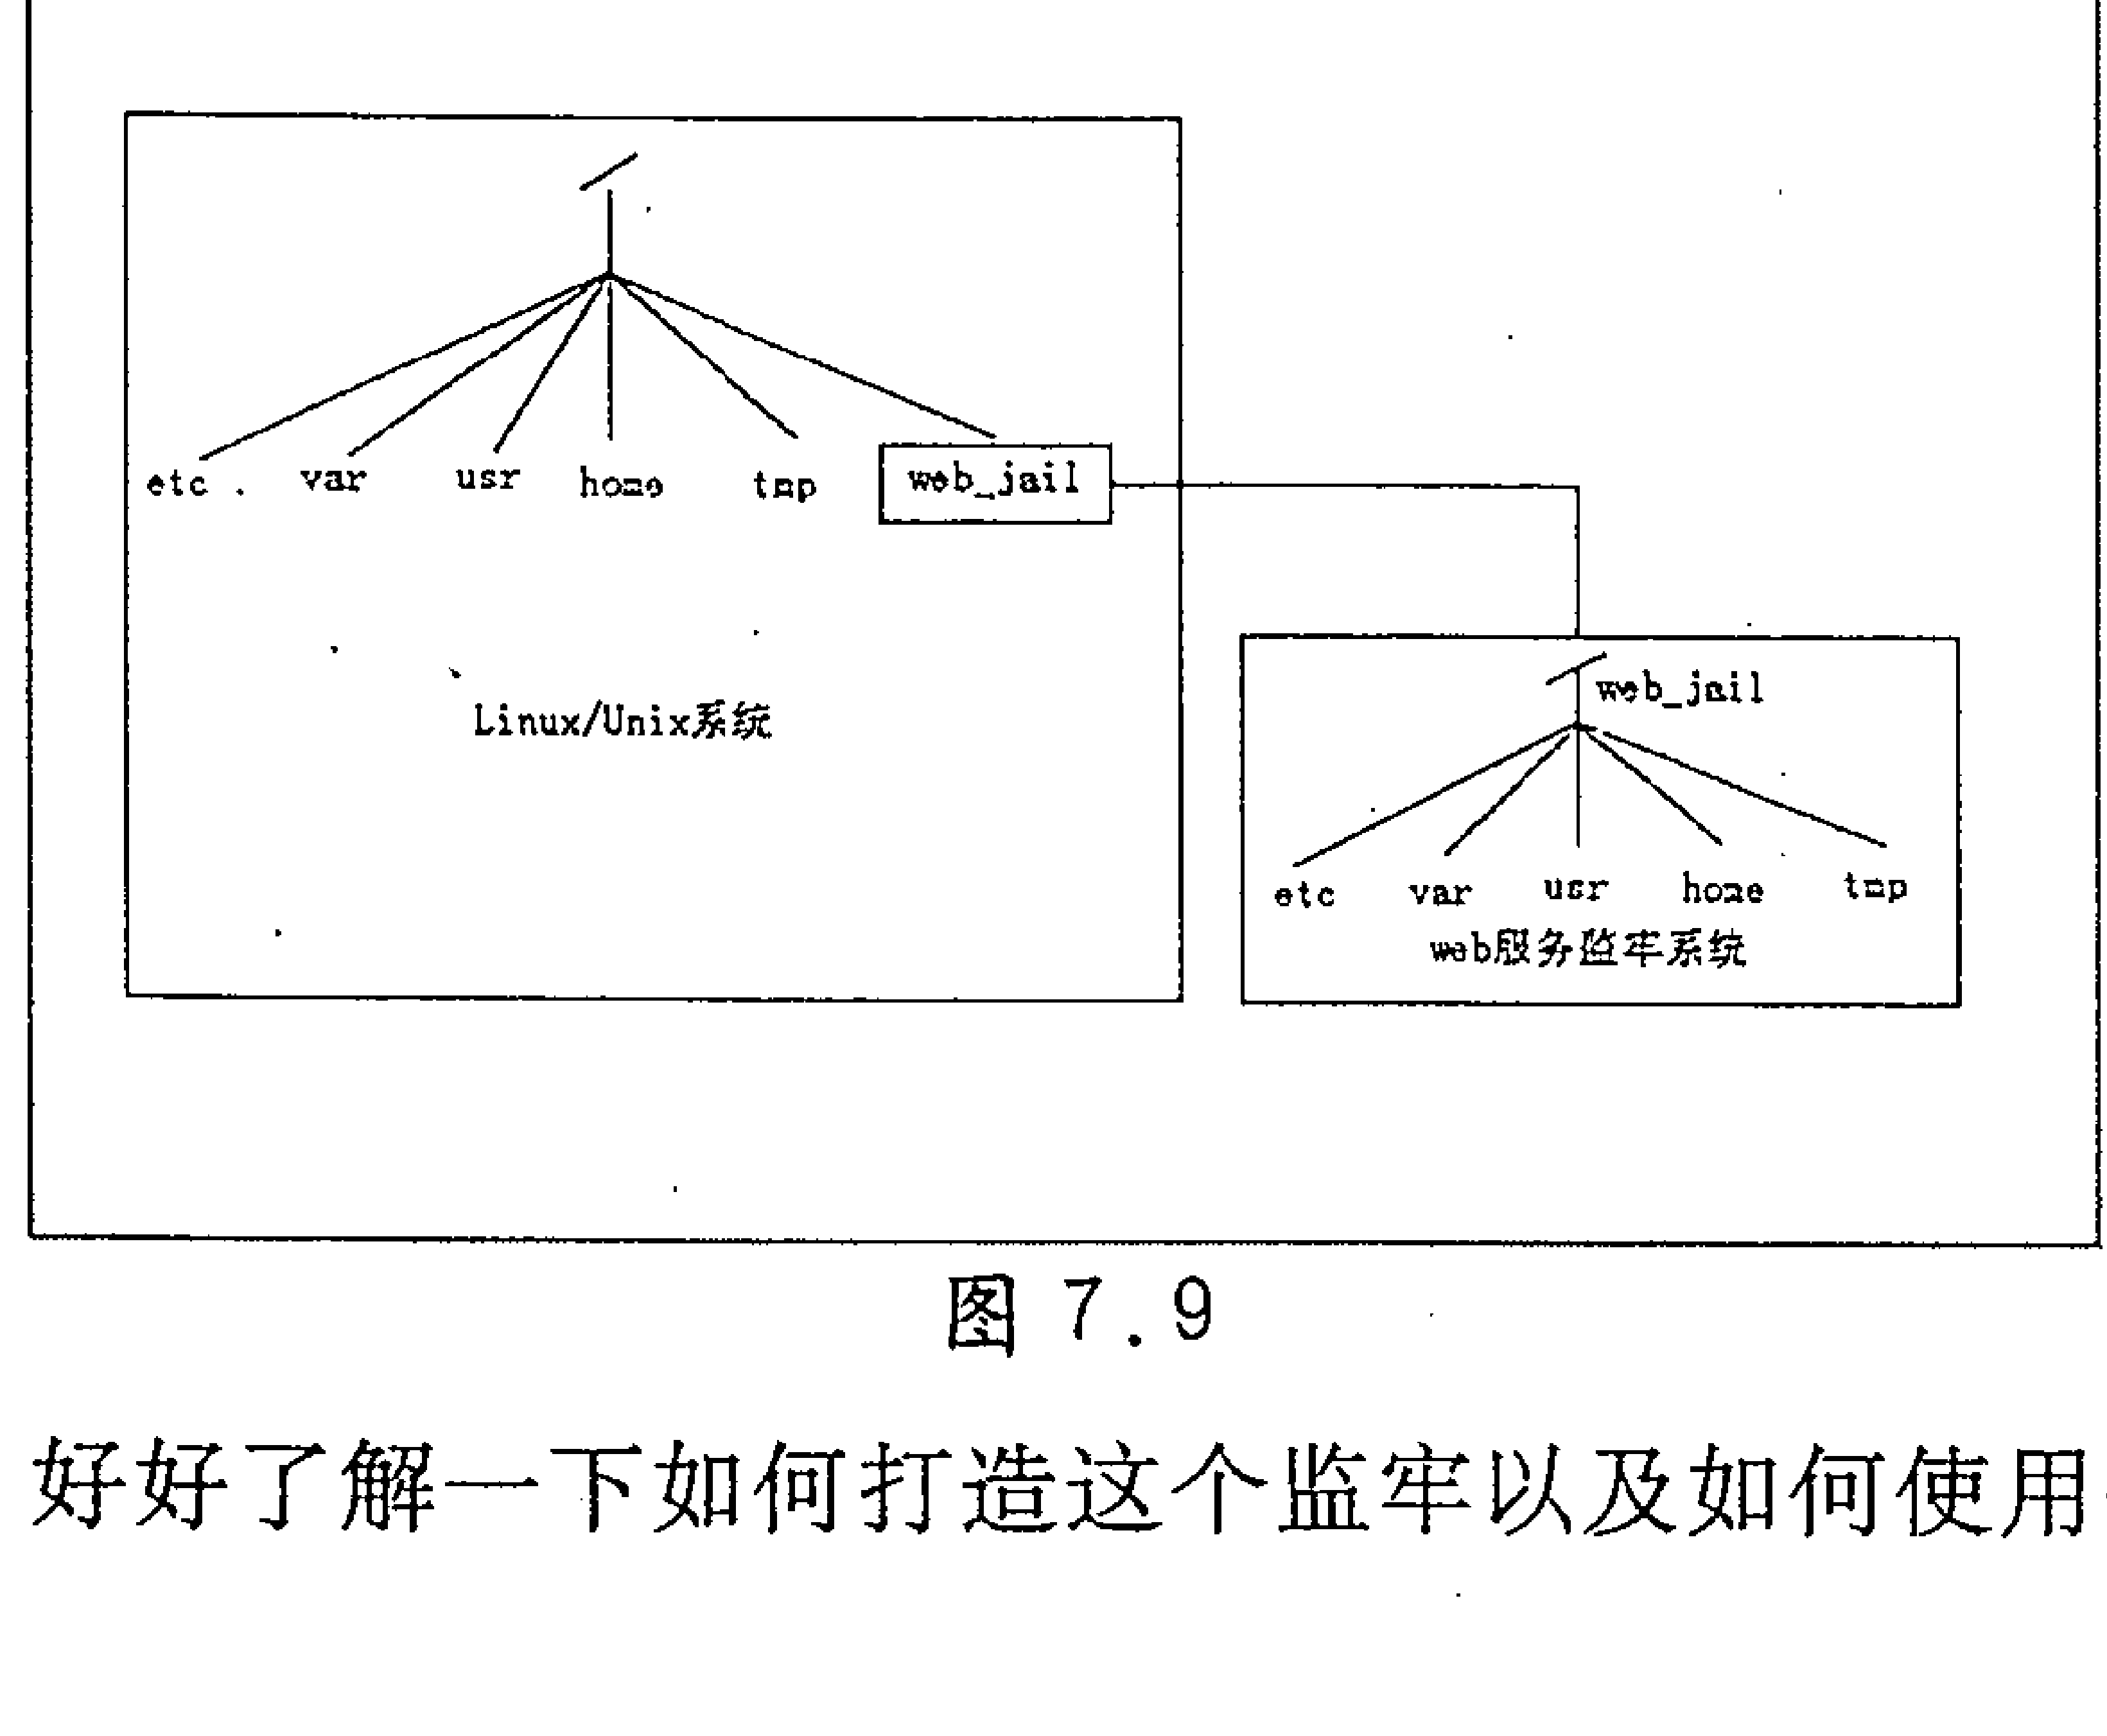 /
etc var usr home tmp web_jail
Linux/Unix系统
/web_jail
etc var usr home tmp
web服务监牢系统
图 7.9
好好了解一下如何打造这个监牢以及如何使用